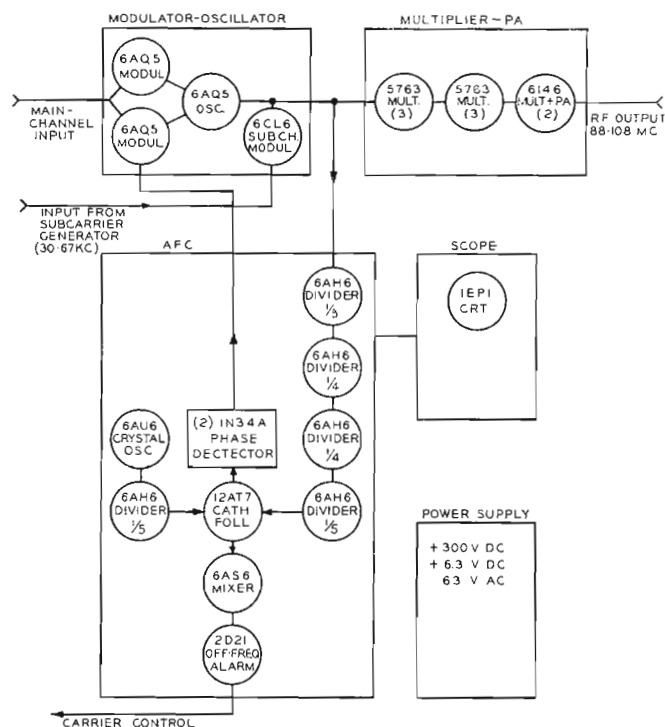 MODULATOR-OSCILLATOR
MULTIPLIER-PA
6AQ5
MODUL
6AQ5
OSC.
6AQ5
MODUL
6CL6
SUBCH.
MODUL
5763
MULT.
(3)
5763
MULT.
(3)
6146
MULT+PA
(2)
MAIN-
CHANNEL
INPUT
RF OUTPUT
88-108 MC
INPUT FROM
SUBCARRIER
GENERATOR
(30-67KC)
AFC
SCOPE
6AH6
DIVIDER
1/3
1EP1
CRT
6AH6
DIVIDER
1/4
6AU6
CRYSTAL
OSC
(2) IN34A
PHASE
DECTECTOR
6AH6
DIVIDER
1/4
6AH6
DIVIDER
1/5
12AT7
CATH
FOLL
6AH6
DIVIDER
1/5
POWER SUPPLY
+300V DC
+ 6.3 V DC
63 V AC
6AS6
MIXER
2D21
OFF-FREQ
ALARM
CARRIER CONTROL